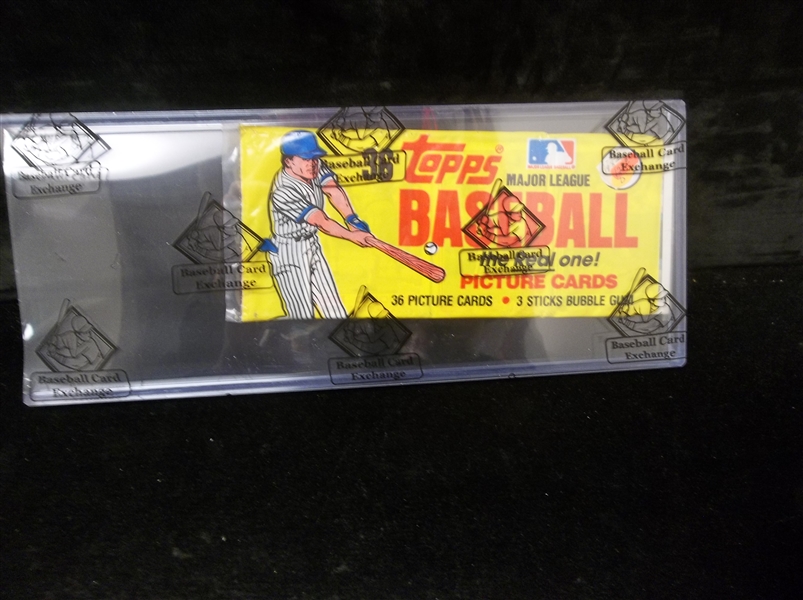 Topps®
MAJOR LEAGUE
BASEBALL
the Real one!
PICTURE CARDS
36 PICTURE CARDS • 3 STICKS BUBBLE GUM
Baseball Card
Exchange
Baseball Card
Exchange
Baseball Card
Exchange
Baseball Card
Exchange
Baseball Card
Exchange
Baseball Card
Exchange
Baseball Card
Exchange
Baseball Card
Exchange